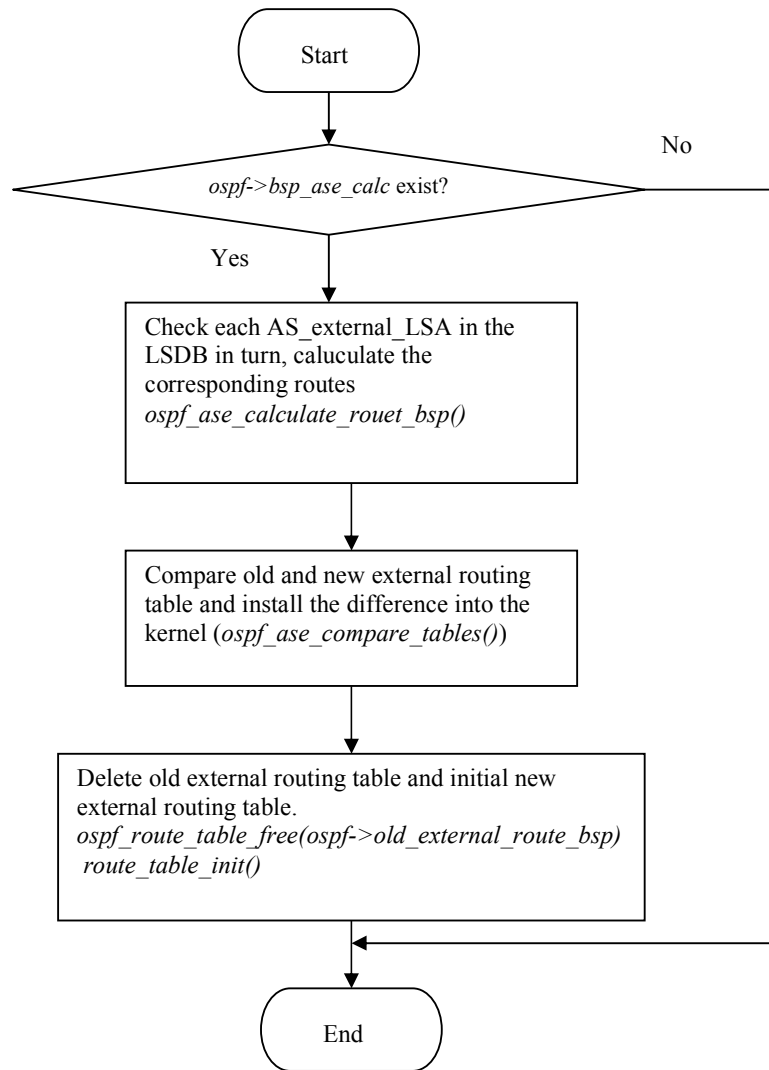 Start
No
ospf->bsp_ase_calc exist?
Yes
Check each AS_external_LSA in the
LSDB in turn, caluculate the
corresponding routes
ospf_ase_calculate_rouet_bsp()
Compare old and new external routing
table and install the difference into the
kernel (ospf_ase_compare_tables())
Delete old external routing table and initial new
external routing table.
ospf_route_table_free(ospf->old_external_route_bsp)
route_table_init()
End